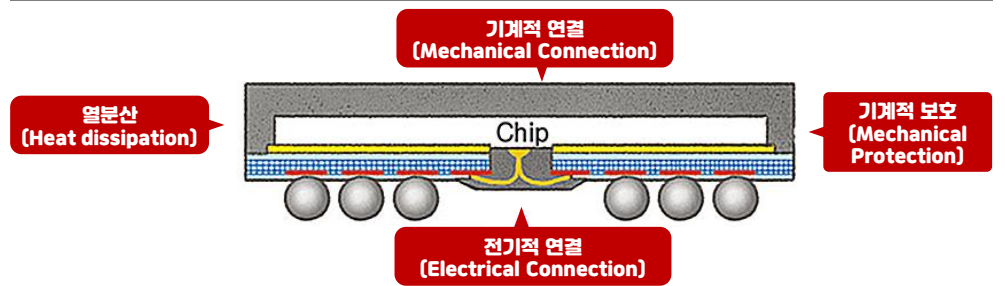 기계적 연결
(Mechanical Connection)
열분산
(Heat dissipation)
Chip
기계적 보호
(Mechanical
Protection)
전기적 연결
(Electrical Connection)